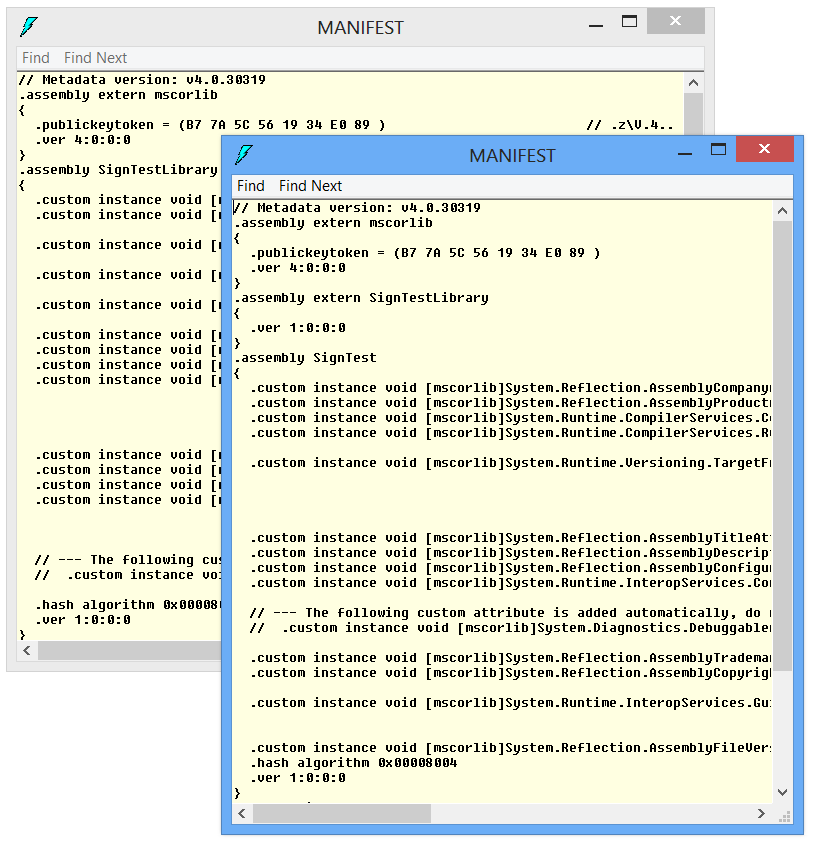 MANIFEST
Find Find Next
// Metadata version: v4.0.30319
.assembly extern mscorlib
{
.publickeytoken = (B7 7A 5C 56 19 34 E0 89 ) // .z\V.4..
.ver 4:0:0:0
}
.assembly SignTestLibrary
{
.custom instance void [
.custom instance void [
.custom instance void [
.custom instance void [
.custom instance void [
.custom instance void [
.custom instance void [
.custom instance void [
.custom instance void [
.custom instance void [
.custom instance void [
.custom instance void [
.custom instance void [
// --- The following cus
// .custom instance voi
.hash algorithm 0x00008
.ver 1:0:0:0
}
MANIFEST
Find Find Next
// Metadata version: v4.0.30319
.assembly extern mscorlib
{
.publickeytoken = (B7 7A 5C 56 19 34 E0 89 )
.ver 4:0:0:0
}
.assembly extern SignTestLibrary
{
.ver 1:0:0:0
}
.assembly SignTest
{
.custom instance void [mscorlib]System.Reflection.AssemblyCompany
.custom instance void [mscorlib]System.Reflection.AssemblyProduct
.custom instance void [mscorlib]System.Runtime.CompilerServices.Co
.custom instance void [mscorlib]System.Runtime.CompilerServices.Ru
.custom instance void [mscorlib]System.Runtime.Versioning.TargetFr
.custom instance void [mscorlib]System.Reflection.AssemblyTitleAtt
.custom instance void [mscorlib]System.Reflection.AssemblyDescript
.custom instance void [mscorlib]System.Reflection.AssemblyConfigur
.custom instance void [mscorlib]System.Runtime.InteropServices.Com
// --- The following custom attribute is added automatically, do n
// .custom instance void [mscorlib]System.Diagnostics.Debuggable
.custom instance void [mscorlib]System.Reflection.AssemblyTrademar
.custom instance void [mscorlib]System.Reflection.AssemblyCopyrigh
.custom instance void [mscorlib]System.Runtime.InteropServices.Gui
.custom instance void [mscorlib]System.Reflection.AssemblyFileVers
.hash algorithm 0x00008004
.ver 1:0:0:0
}